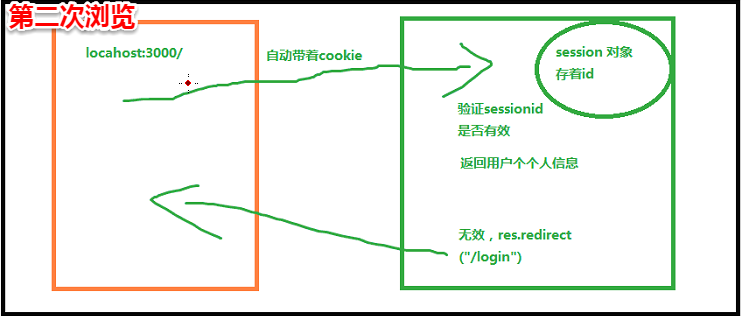 第二次浏览
locahost:3000/
自动带着cookie
session 对象
存着id
验证sessionid
是否有效
返回用户个个人信息
无效，res.redirect
("/login")